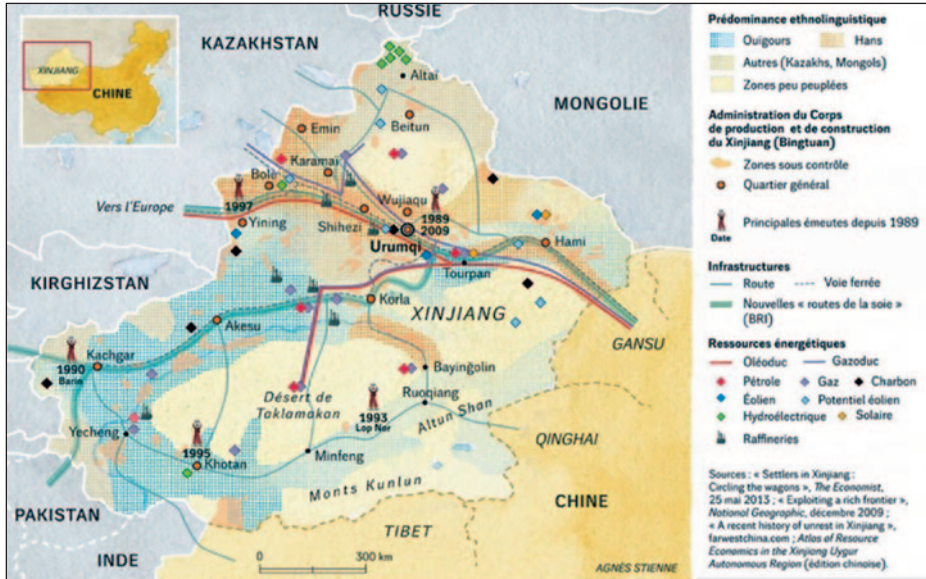 RUSSIE
KAZAKHSTAN
XINJIANG
CHINE
Altaï
MONGOLIE
Emin
Beitun
Karamai
Bole
1997
Wujiaqu
Vers l'Europe
Yining
Shihezi
1989
2009
Urumqi
Hami
Tourpan
KIRGHIZSTAN
Korla
XINJIANG
Akesu
GANSU
Kachgar
1990
Barin
Bayingolin
Désert de
Taklamakan
Ruoqiang
1993
Lop Nor
Altun Shan
Yecheng
QINGHAI
1995
Khotan
Minfeng
Monts Kunlun
CHINE
PAKISTAN
TIBET
INDE
0 300 km
AGNÈS STIENNE
Prédominance ethnolinguistique
Ouïgours Hans
Autres (Kazakhs, Mongols)
Zones peu peuplées
Administration du Corps
de production et de construction
du Xinjiang (Bingtuan)
Zones sous contrôle
Quartier général
Principales émeutes depuis 1989
Date
Infrastructures
Route Voie ferrée
Nouvelles « routes de la soie »
(BRI)
Ressources énergétiques
Oléoduc Gazoduc
Pétrole Gaz Charbon
Éolien Potentiel éolien
Hydroélectrique Solaire
Raffineries
Sources : « Settlers in Xinjiang :
Circling the wagons », The Economist,
25 mai 2013 ; « Exploiting a rich frontier »,
National Geographic, décembre 2009 ;
« A recent history of unrest in Xinjiang »,
farwestchina.com ; Atlas of Resource
Economics in the Xinjiang Uygur
Autonomous Region (édition chinoise).